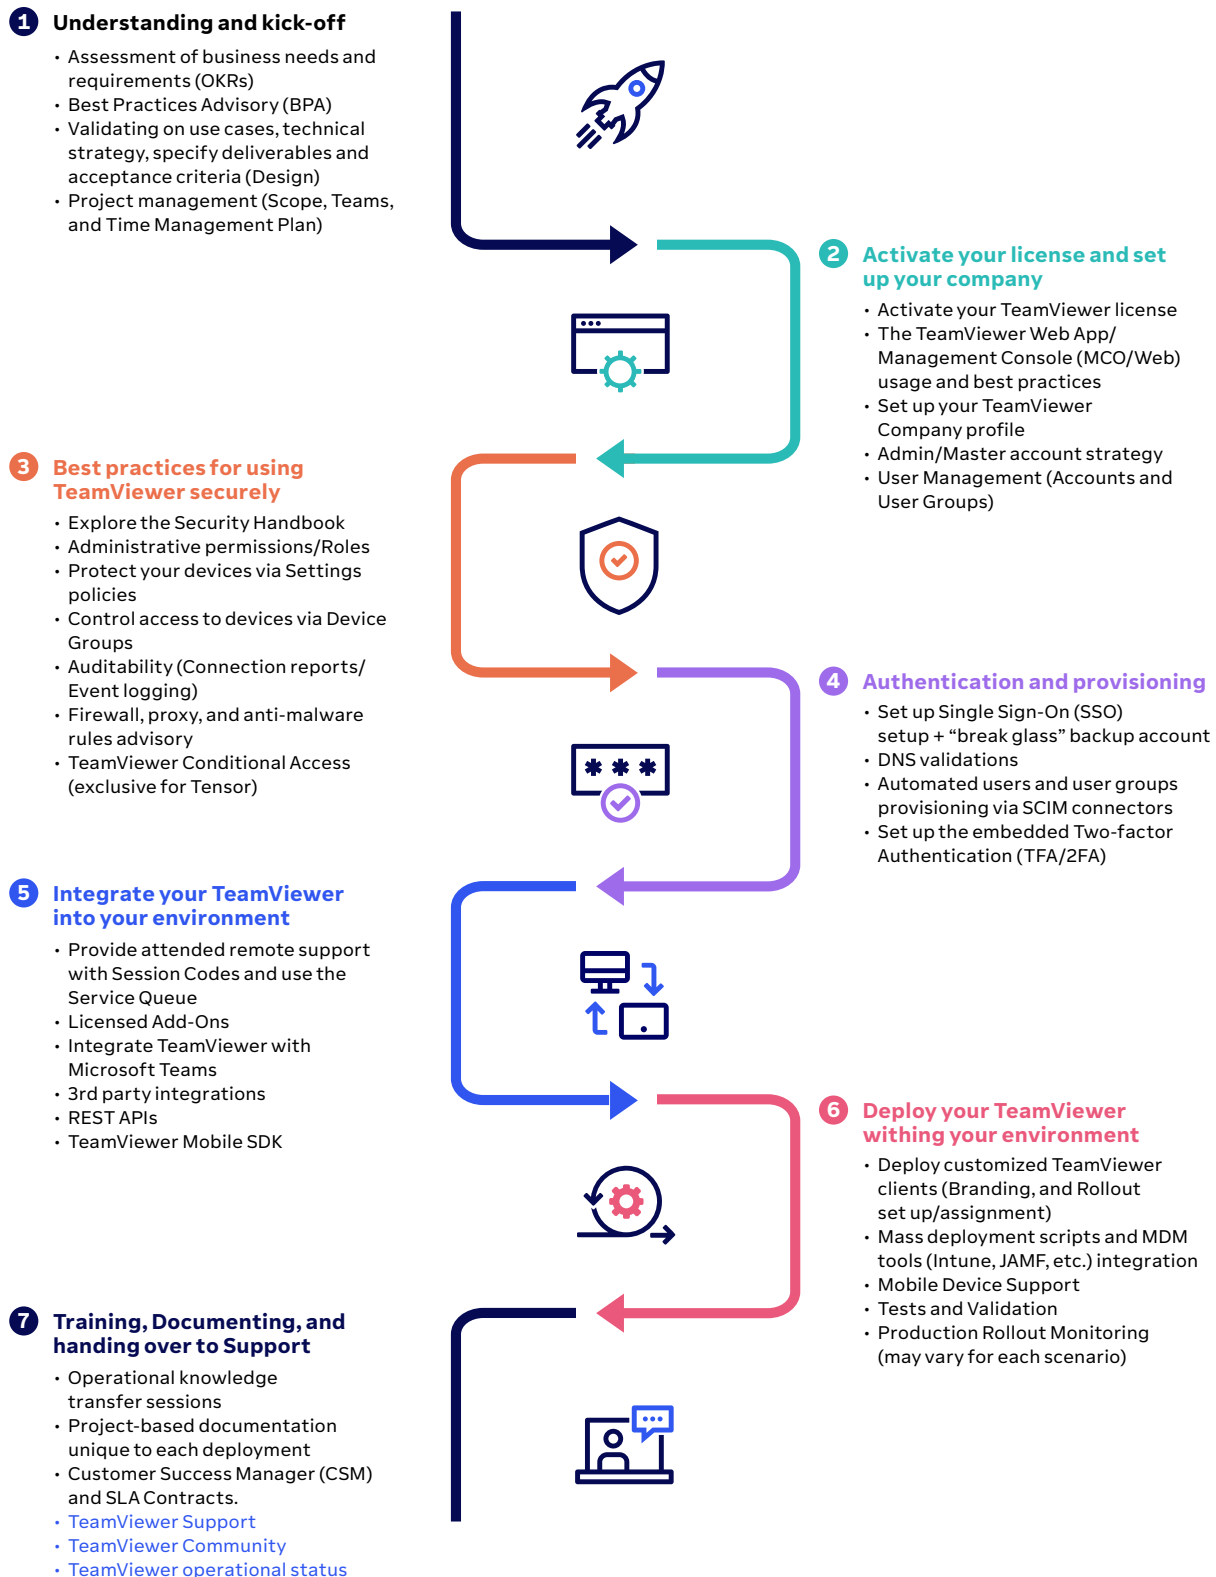 1 Understanding and kick-off
• Assessment of business needs and
requirements (OKRs)
• Best Practices Advisory (BPA)
• Validating on use cases, technical
strategy, specify deliverables and
acceptance criteria (Design)
• Project management (Scope, Teams,
and Time Management Plan)
2 Activate your license and set
up your company
• Activate your TeamViewer license
• The TeamViewer Web App/
Management Console (MCO/Web)
usage and best practices
• Set up your TeamViewer
Company profile
• Admin/Master account strategy
• User Management (Accounts and
User Groups)
3 Best practices for using
TeamViewer securely
• Explore the Security Handbook
• Administrative permissions/Roles
• Protect your devices via Settings
policies
• Control access to devices via Device
Groups
• Auditability (Connection reports/
Event logging)
• Firewall, proxy, and anti-malware
rules advisory
• TeamViewer Conditional Access
(exclusive for Tensor)
4 Authentication and provisioning
• Set up Single Sign-On (SSO)
setup + “break glass” backup account
• DNS validations
• Automated users and user groups
provisioning via SCIM connectors
• Set up the embedded Two-factor
Authentication (TFA/2FA)
* * *
5 Integrate your TeamViewer
into your environment
• Provide attended remote support
with Session Codes and use the
Service Queue
• Licensed Add-Ons
• Integrate TeamViewer with
Microsoft Teams
• 3rd party integrations
• REST APIs
• TeamViewer Mobile SDK
6 Deploy your TeamViewer
withing your environment
• Deploy customized TeamViewer
clients (Branding, and Rollout
set up/assignment)
• Mass deployment scripts and MDM
tools (Intune, JAMF, etc.) integration
• Mobile Device Support
• Tests and Validation
• Production Rollout Monitoring
(may vary for each scenario)
7 Training, Documenting, and
handing over to Support
• Operational knowledge
transfer sessions
• Project-based documentation
unique to each deployment
• Customer Success Manager (CSM)
and SLA Contracts.
• TeamViewer Support
• TeamViewer Community
• TeamViewer operational status